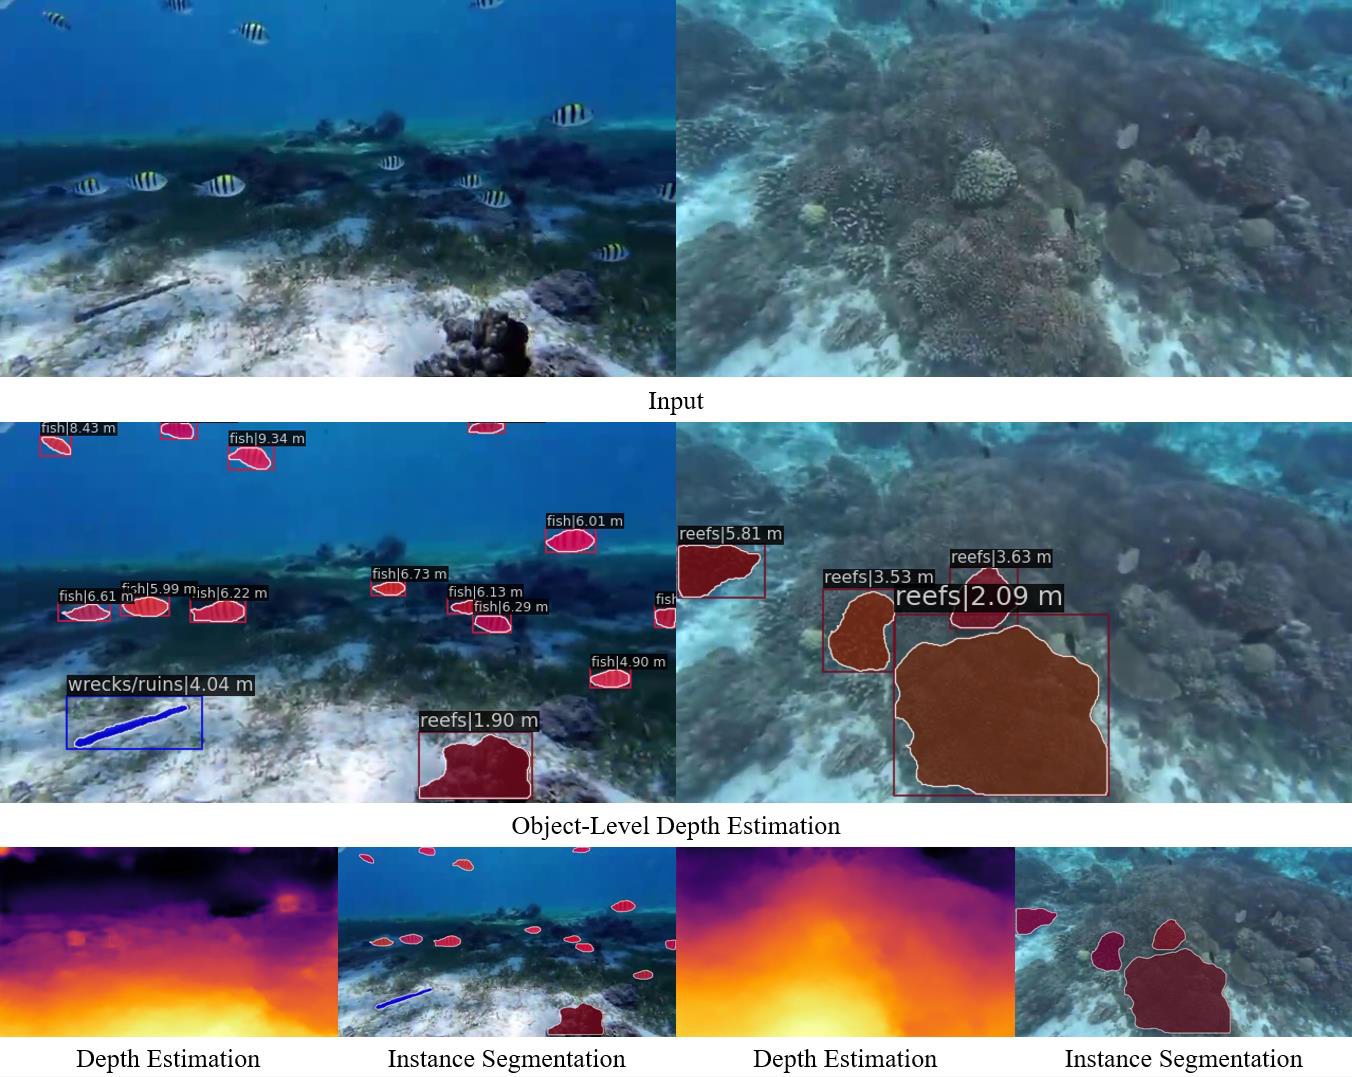 Input
fish|8.43 m
fish|9.34 m
fish|6.01 m
fish|6.73 m
fish|6.61 m
fish|5.99 m
fish|6.22 m
fish|6.13 m
fish|6.29 m
fish
fish|4.90 m
wrecks/ruins|4.04 m
reefs|1.90 m
reefs|5.81 m
reefs|3.63 m
reefs|3.53 m
reefs|2.09 m
Object-Level Depth Estimation
Depth Estimation
Instance Segmentation
Depth Estimation
Instance Segmentation